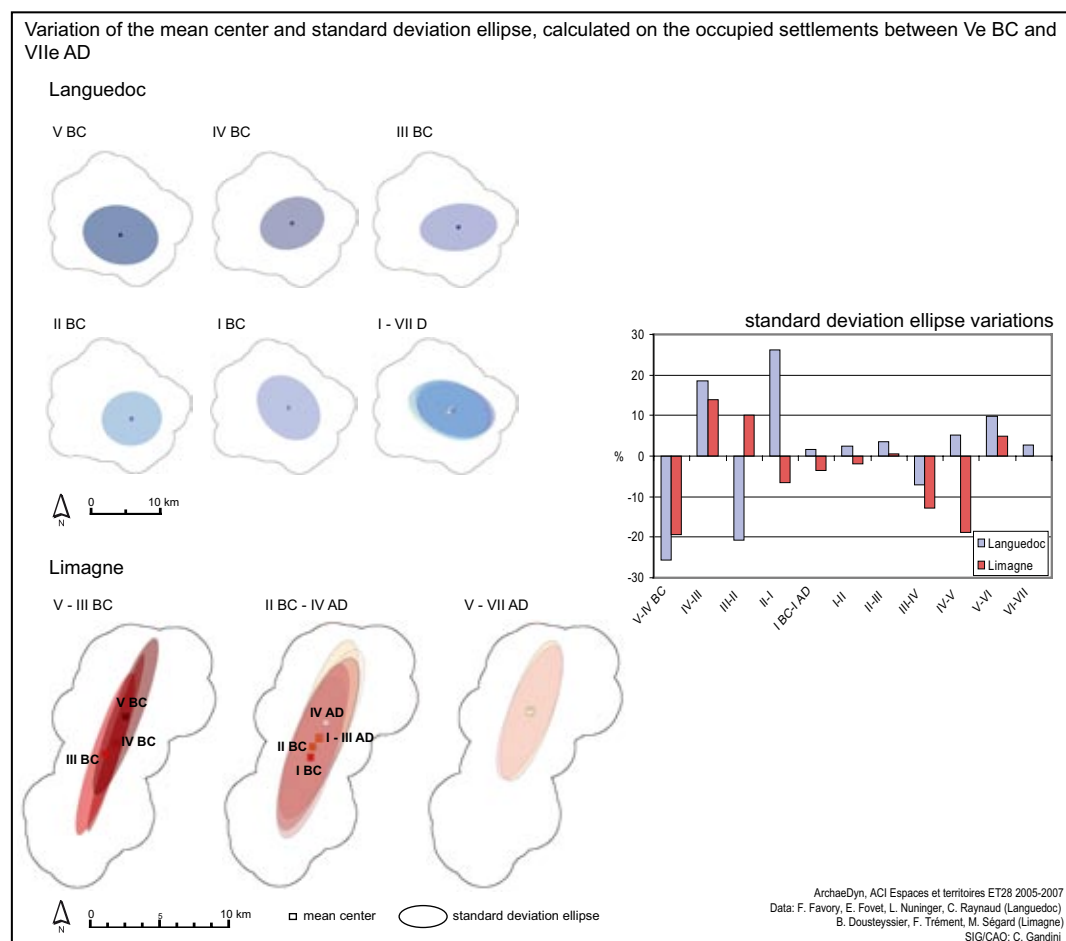 Variation of the mean center and standard deviation ellipse, calculated on the occupied settlements between Ve BC and
VIIe AD
Languedoc
V BC
IV BC
III BC
II BC
I BC
I - VII D
N
0
10 km
standard deviation ellipse variations
30
20
10
0
-10
-20
-30
%
Languedoc
Limagne
V-IV BC
IV-III
III-II
II-I
I BC-I AD
I-II
II-III
III-IV
IV-V
V-VI
VI-VII
Limagne
V - III BC
II BC - IV AD
V - VII AD
V BC
IV BC
III BC
IV AD
I - III AD
II BC
I BC
N
0
5
10 km
mean center
standard deviation ellipse
ArchaeDyn, ACI Espaces et territoires ET28 2005-2007
Data: F. Favory, E. Fovet, L. Nuninger, C. Raynaud (Languedoc)
B. Dousteyssier, F. Trément, M. Ségard (Limagne)
SIG/CAO: C. Gandini